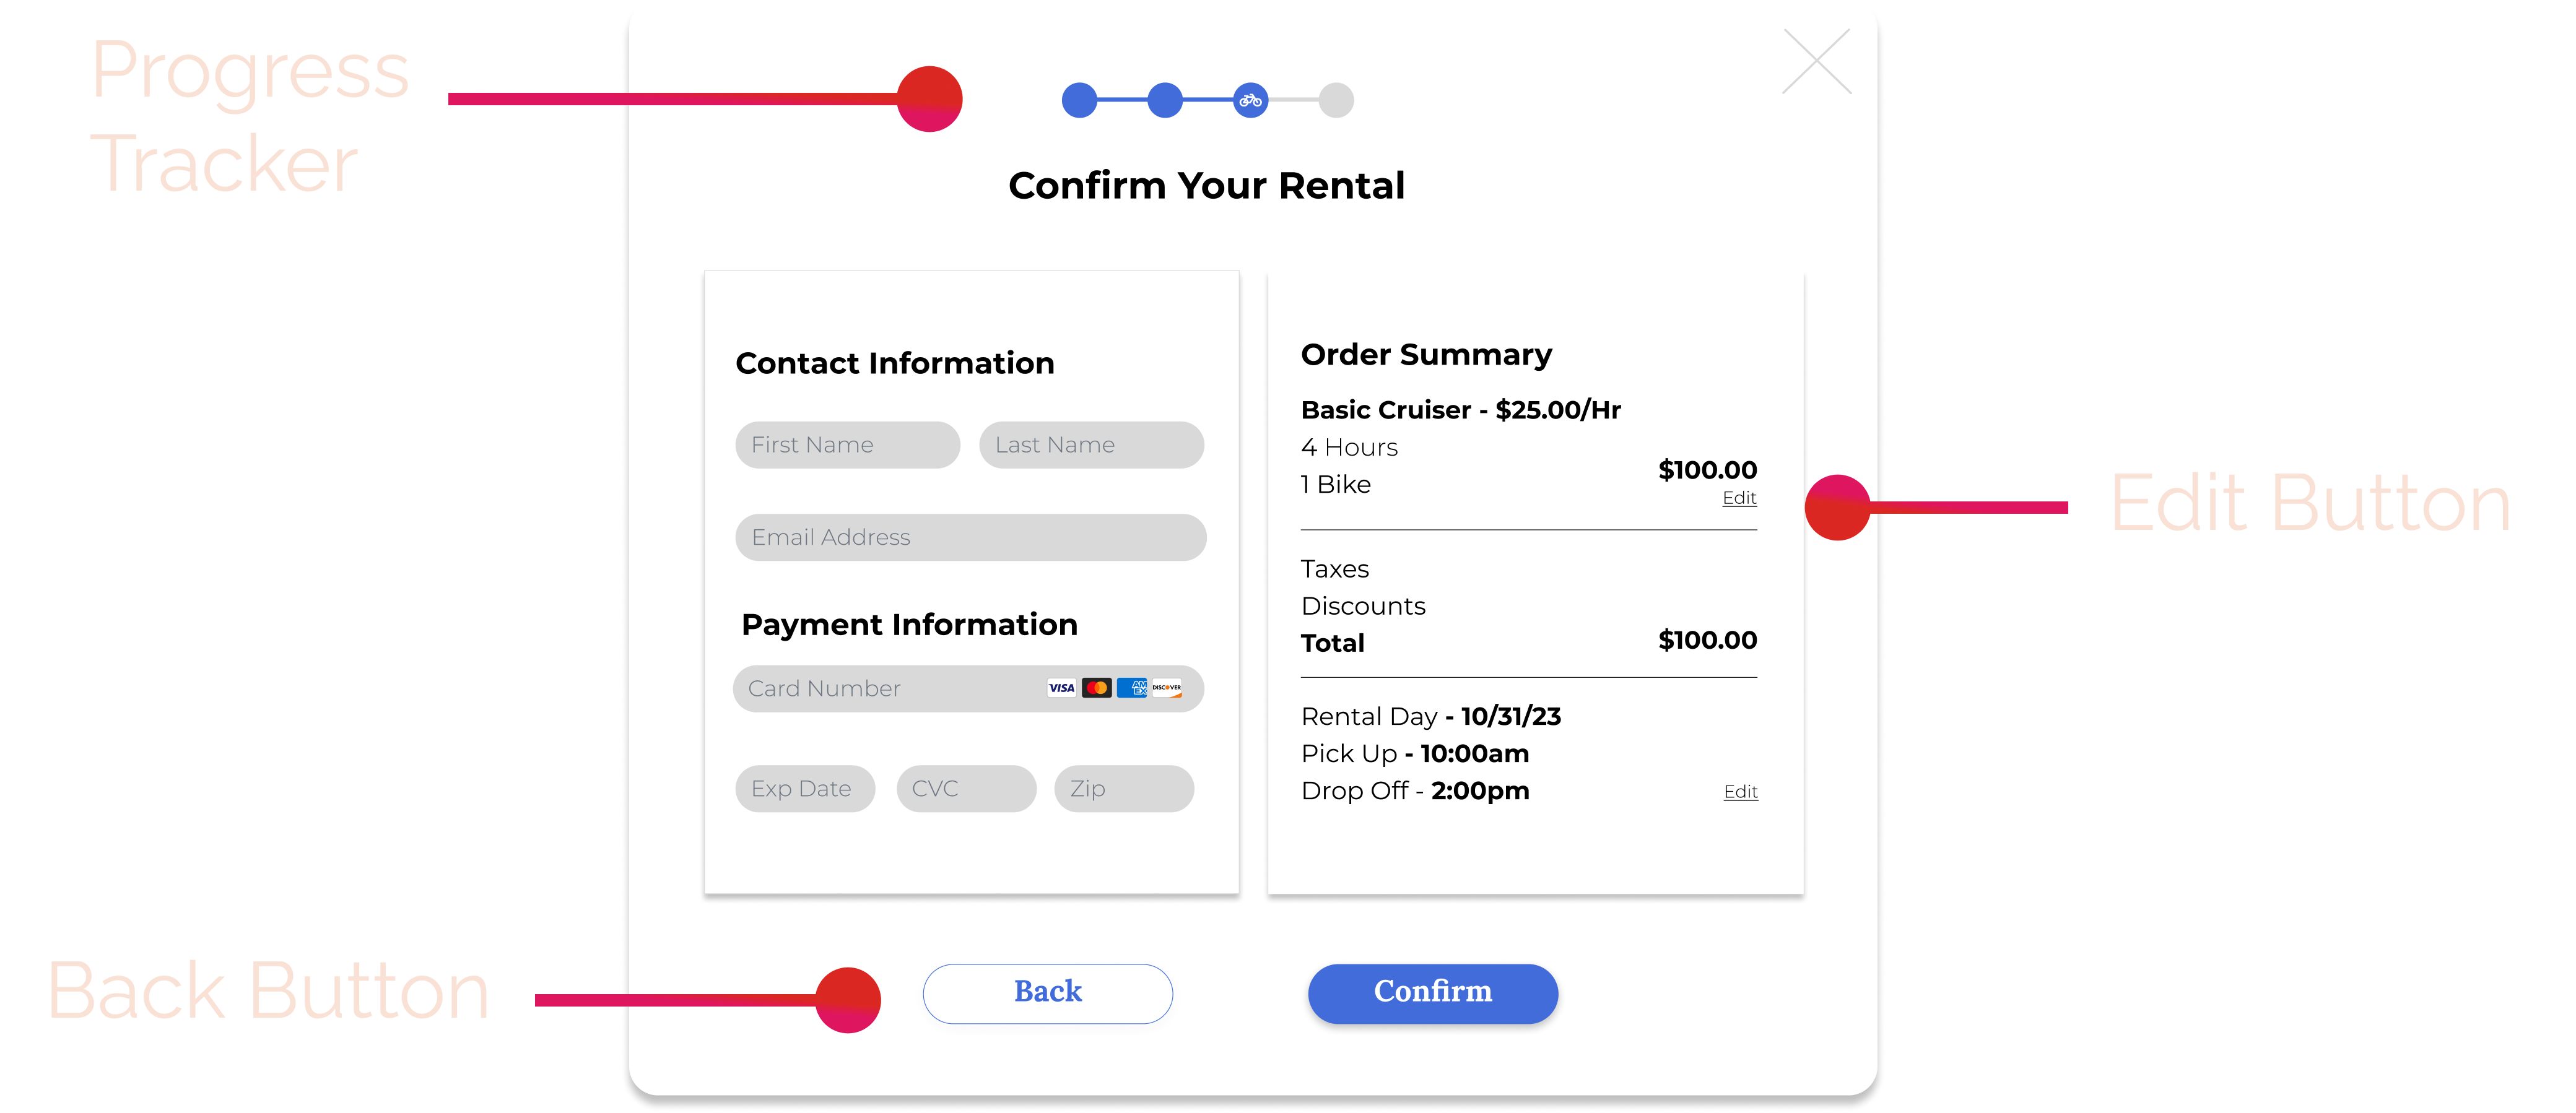 Progress
Tracker
Confirm Your Rental
Contact Information
First Name
Last Name
Email Address
Payment Information
Card Number
VISA
AM
EX
DISCOVER
Exp Date
CVC
Zip
Order Summary
Basic Cruiser - $25.00/Hr
4 Hours
1 Bike
$100.00
Edit
Taxes
Discounts
Total
$100.00
Rental Day - 10/31/23
Pick Up - 10:00am
Drop Off - 2:00pm
Edit
Edit Button
Back Button
Back
Confirm